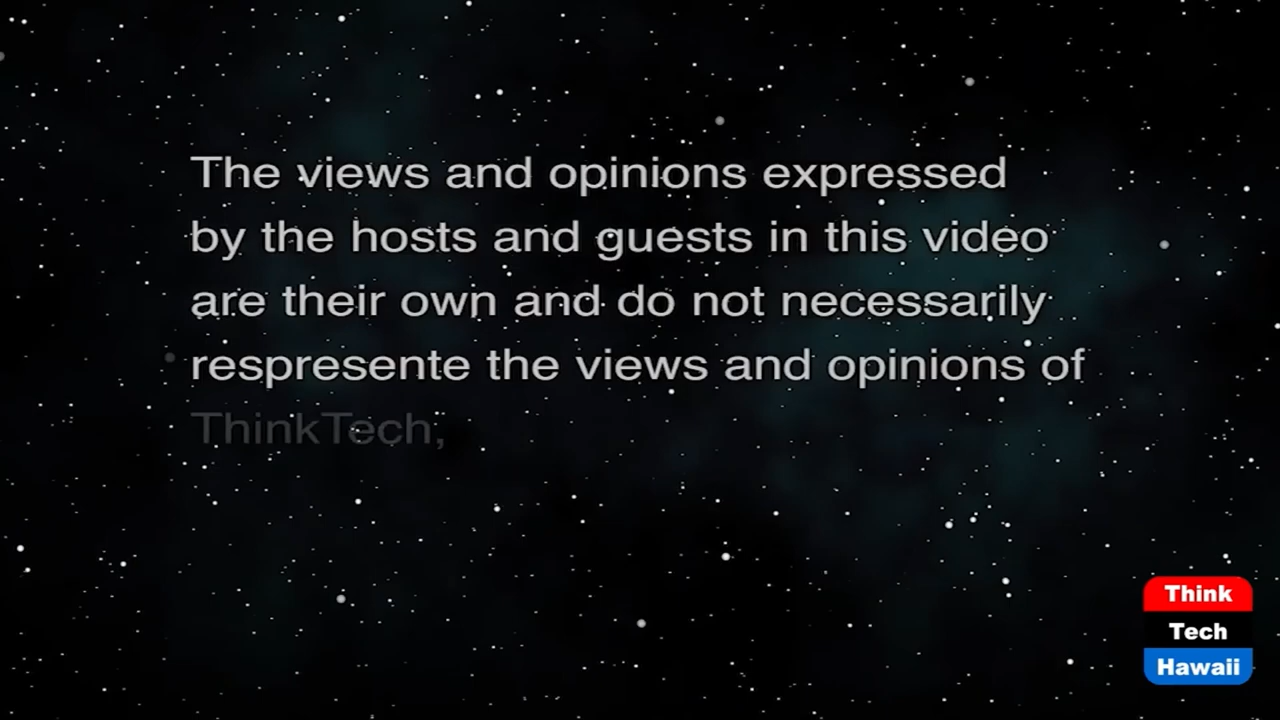 The views and opinions expressed
by the hosts and guests in this video
are their own and do not necessarily
respresente the views and opinions of
ThinkTech,
Think
Tech
Hawaii